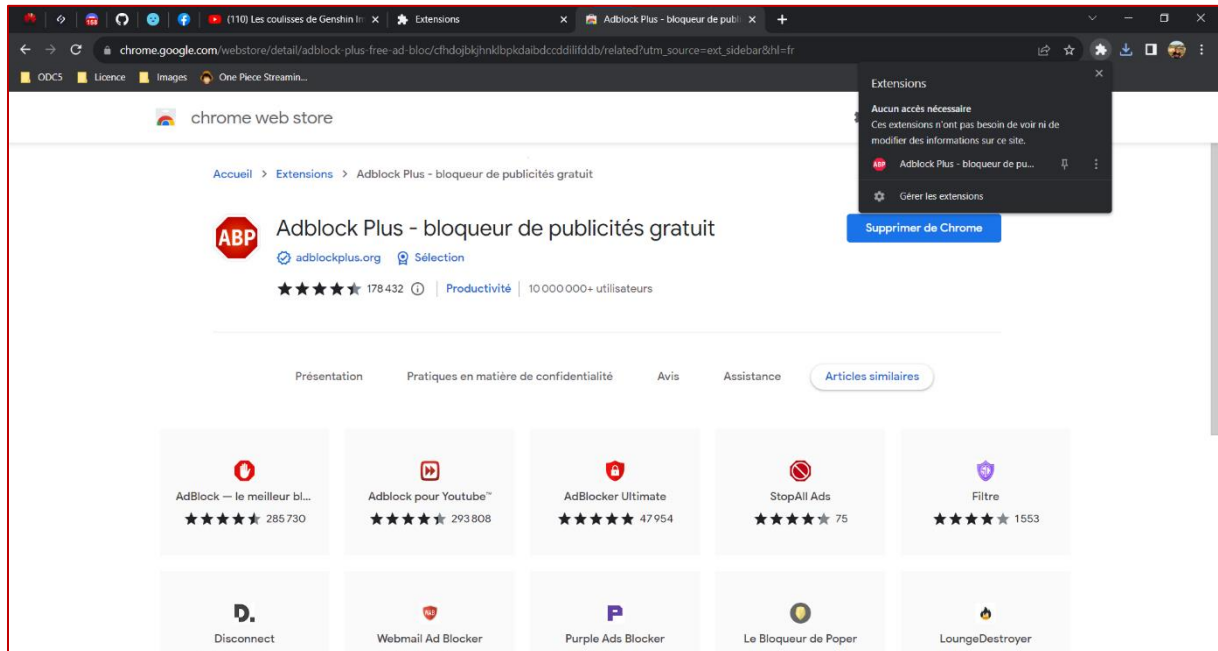 188
(110) Les coulisses de Genshin Im
Extensions
Adblock Plus - bloqueur de publi
chrome.google.com/webstore/detail/adblock-plus-free-ad-bloc/cfhdojbkjhnklbpkdaibdccddilifddb/related?utm_source=ext_sidebar&hl=fr
ODC5
Licence
Images
One Piece Streamin...
Extensions
Aucun accès nécessaire
Ces extensions n'ont pas besoin de voir ni de
modifier des informations sur ce site.
ABP
Adblock Plus - bloqueur de pu...
Gérer les extensions
chrome web store
Accueil > Extensions > Adblock Plus - bloqueur de publicités gratuit
ABP
Adblock Plus - bloqueur de publicités gratuit
Supprimer de Chrome
adblockplus.org Sélection
178 432 Productivité 10 000 000+ utilisateurs
Présentation Pratiques en matière de confidentialité Avis Assistance Articles similaires
AdBlock — le meilleur bl... Adblock pour Youtube™ AdBlocker Ultimate StopAll Ads Filtre
285 730 293 808 47 954 75 1553
D.
Disconnect Webmail Ad Blocker Purple Ads Blocker Le Bloqueur de Poper LoungeDestroyer